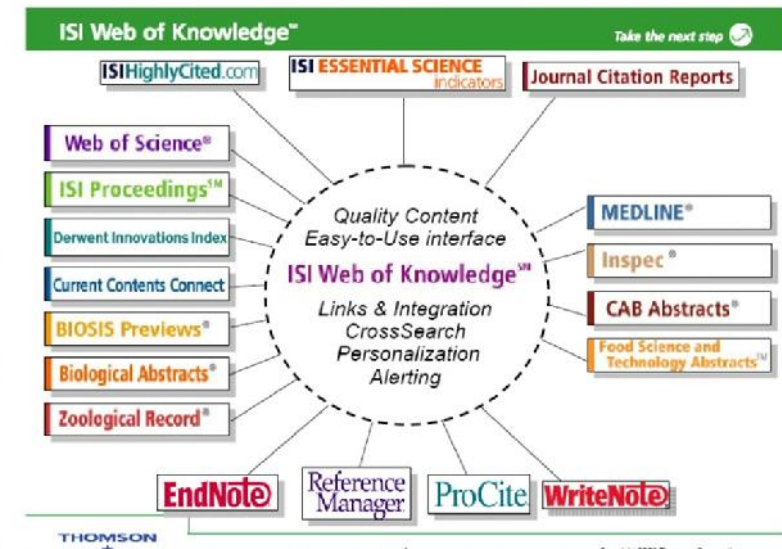 ISI Web of Knowledge™
Take the next step
ISIHighlyCited.com
ISI ESSENTIAL SCIENCE
indicators
Journal Citation Reports
Web of Science®
ISI Proceedings℠
Derwent Innovations Index
Current Contents Connect
BIOSIS Previews®
Biological Abstracts®
Zoological Record®
Quality Content
Easy-to-Use interface
ISI Web of Knowledge℠
Links & Integration
CrossSearch
Personalization
Alerting
MEDLINE®
Inspec®
CAB Abstracts®
Food Science and
Technology Abstracts™
EndNote
Reference
Manager
ProCite
WriteNote
THOMSON